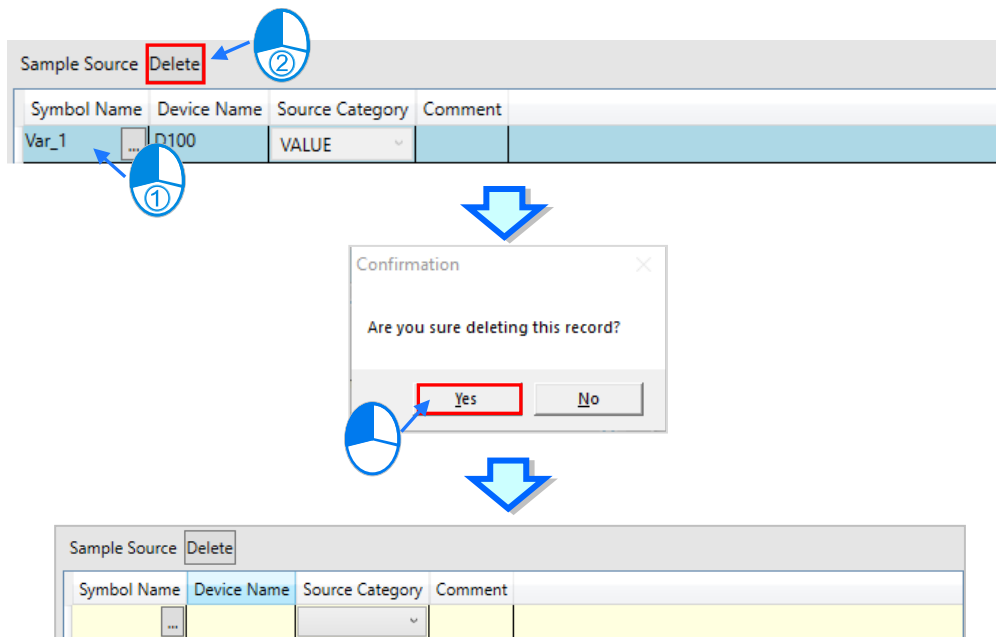 ②
Sample Source Delete
Symbol Name Device Name Source Category Comment
Var_1 ... D100 VALUE
①
Confirmation
Are you sure deleting this record?
Yes No
Sample Source Delete
Symbol Name Device Name Source Category Comment
...